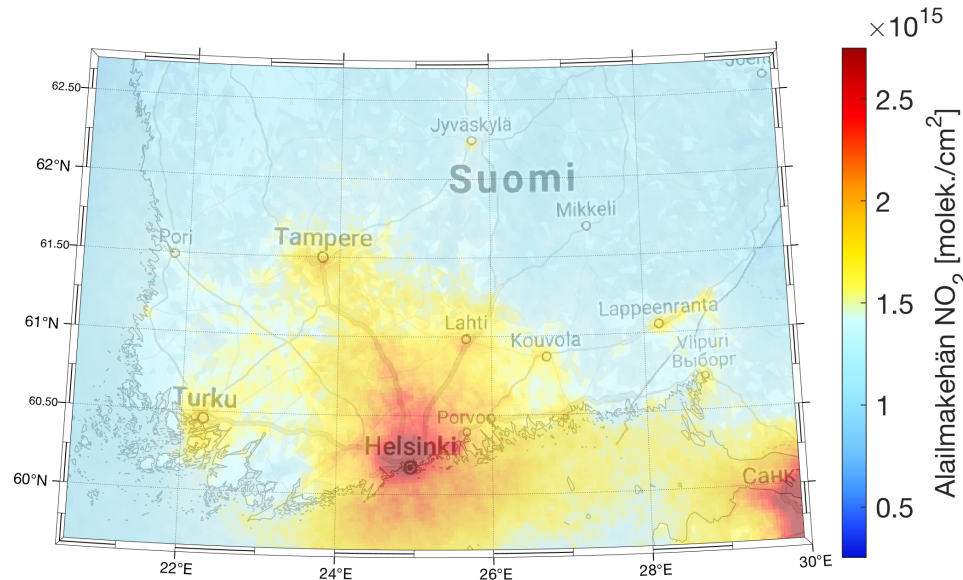 ×10¹⁵
62.50
62°N
61.50
61°N
60.50
60°N
22°E
24°E
26°E
28°E
30°E
Jyväskylä
Suomi
Mikkeli
Pori
Tampere
Lahti
Kouvola
Lappeenranta
Viipuri
Выборг
Turku
Porvoo
Helsinki
Санк
2.5
2
1.5
1
0.5
Alailmakehän NO₂ [molek./cm²]